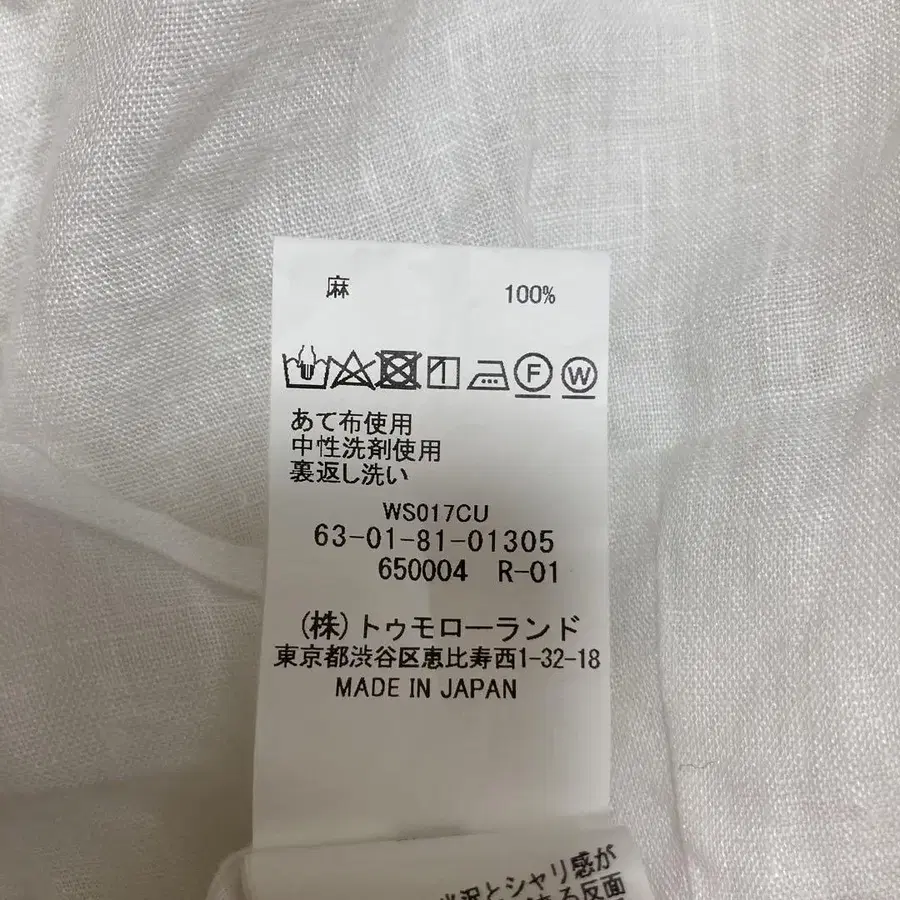 麻 100%
F W
あて布使用
中性洗剤使用
裏返し洗い
WS017CU
63-01-81-01305
650004 R-01
(株)トゥモローランド
東京都渋谷区恵比寿西1-32-18
MADE IN JAPAN
沢とシャリ感が
る反面